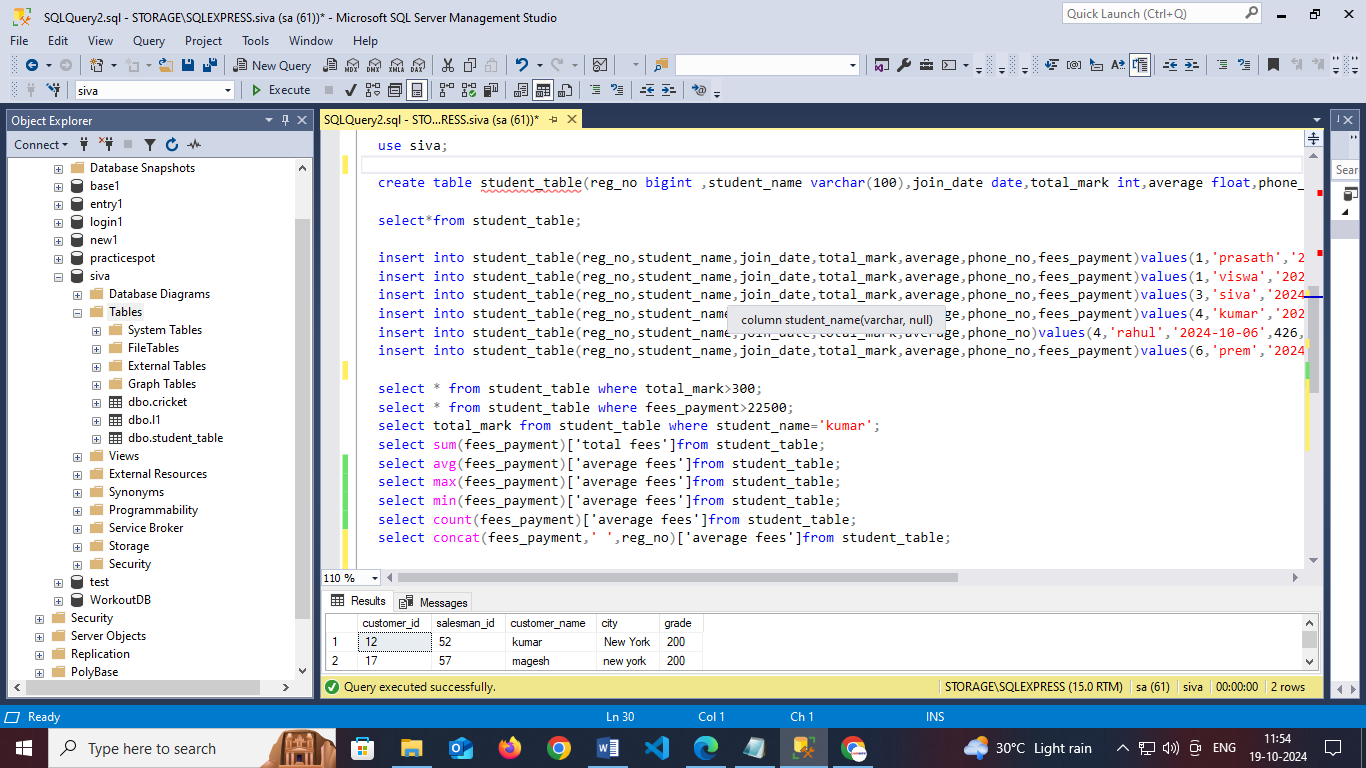 SQLQuery2.sql - STORAGE\SQLEXPRESS.siva (sa (61))* - Microsoft SQL Server Management Studio
Quick Launch (Ctrl+Q)
File Edit View Query Project Tools Window Help
New Query
MDX DMX XMLA DAX
siva
Execute
Object Explorer
Connect
Database Snapshots
base1
entry1
login1
new1
practicespot
siva
Database Diagrams
Tables
System Tables
FileTables
External Tables
Graph Tables
dbo.cricket
dbo.l1
dbo.student_table
Views
External Resources
Synonyms
Programmability
Service Broker
Storage
Security
test
WorkoutDB
Security
Server Objects
Replication
PolyBase
SQLQuery2.sql - STO...RESS.siva (sa (61))*
use siva;
create table student_table(reg_no bigint ,student_name varchar(100),join_date date,total_mark int,average float,phone_
select*from student_table;
insert into student_table(reg_no,student_name,join_date,total_mark,average,phone_no,fees_payment)values(1,'prasath','2
insert into student_table(reg_no,student_name,join_date,total_mark,average,phone_no,fees_payment)values(1,'viswa','202
insert into student_table(reg_no,student_name,join_date,total_mark,average,phone_no,fees_payment)values(3,'siva','2024
insert into student_table(reg_no,student_name,join_date,total_mark,average,phone_no,fees_payment)values(4,'kumar','202
column student_name(varchar, null)
insert into student_table(reg_no,student_name,join_date,total_mark,average,phone_no)values(4,'rahul','2024-10-06',426,
insert into student_table(reg_no,student_name,join_date,total_mark,average,phone_no,fees_payment)values(6,'prem','2024
select * from student_table where total_mark>300;
select * from student_table where fees_payment>22500;
select total_mark from student_table where student_name='kumar';
select sum(fees_payment)['total fees']from student_table;
select avg(fees_payment)['average fees']from student_table;
select max(fees_payment)['average fees']from student_table;
select min(fees_payment)['average fees']from student_table;
select count(fees_payment)['average fees']from student_table;
select concat(fees_payment,' ',reg_no)['average fees']from student_table;
110 %
Results Messages
customer_id salesman_id customer_name city grade
1 12 52 kumar New York 200
2 17 57 magesh new york 200
Query executed successfully.
STORAGE\SQLEXPRESS (15.0 RTM) sa (61) siva 00:00:00 2 rows
Sear
Ready Ln 30 Col 1 Ch 1 INS
Type here to search
30°C Light rain
ENG
11:54
19-10-2024